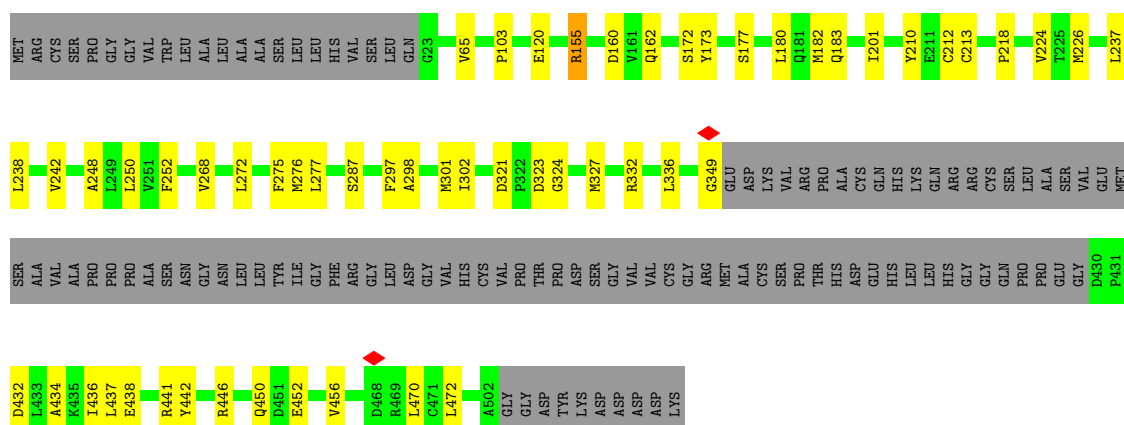 MET ARG CYS SER PRO GLY GLY VAL TRP LEU ALA LEU ALA ALA SER LEU LEU HIS VAL SER LEU GLN G23 V65 P103 E120 R155 D160 V161 Q162 S172 Y173 S177 L180 Q181 M182 Q183 I201 Y210 E211 C212 C213 P218 V224 T225 M226 L237
L238 V242 A248 L249 L250 V251 F252 V268 L272 F275 M276 L277 S287 F297 A298 M301 I302 D321 P322 D323 G324 M327 R332 L336 G349 GLU ASP LYS VAL ARG PRO ALA CYS GLN HIS LYS GLN ARG ARG CYS SER LEU ALA SER VAL GLU MET
SER ALA VAL ALA PRO PRO PRO ALA SER ASN GLY ASN LEU LEU TYR ILE GLY PHE ARG GLY LEU ASP GLY VAL HIS CYS VAL PRO THR PRO ASP SER GLY VAL VAL CYS GLY ARG MET ALA CYS SER PRO THR HIS ASP GLU HIS LEU LEU HIS GLY GLY GLN PRO PRO GLU GLY D430 P431
D432 L433 A434 K435 I436 L437 E438 R441 Y442 R446 Q450 D451 E452 V456 D468 R469 L470 C471 L472 A502 GLY GLY ASP TYR LYS ASP ASP ASP ASP LYS